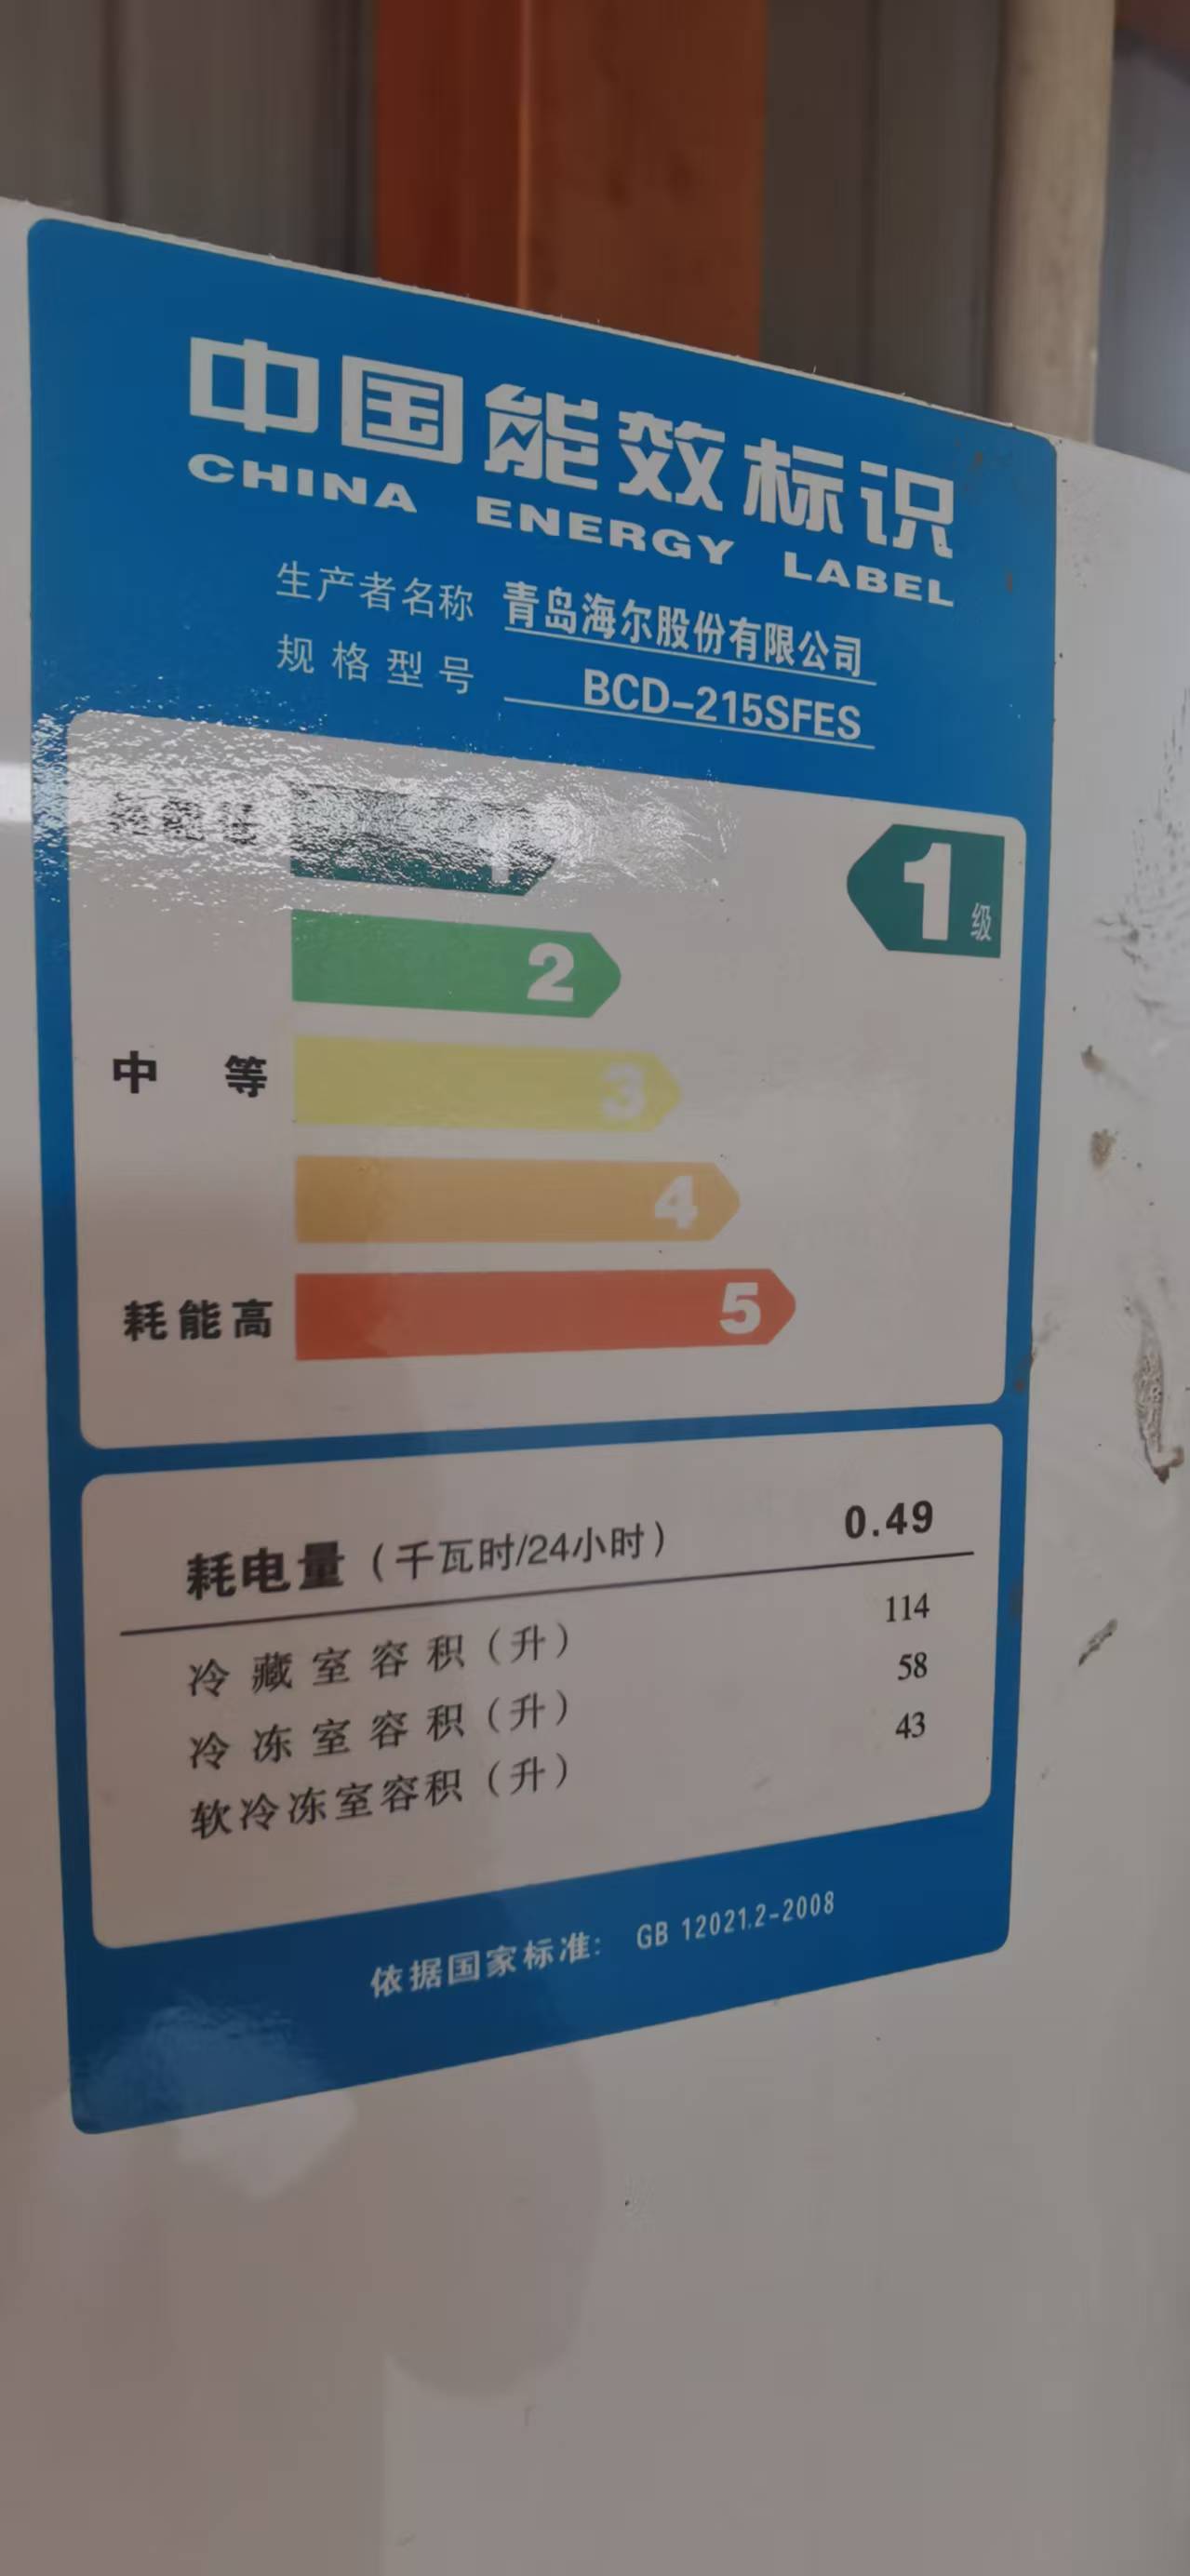 中国能效标识
CHINA ENERGY LABEL
生产者名称 青岛海尔股份有限公司
规格型号 BCD-215SFES
1
1级
2
中 等 3
4
耗能高 5
耗电量（千瓦时/24小时） 0.49
冷藏室容积（升） 114
冷冻室容积（升） 58
软冷冻室容积（升） 43
依据国家标准: GB 12021.2-2008